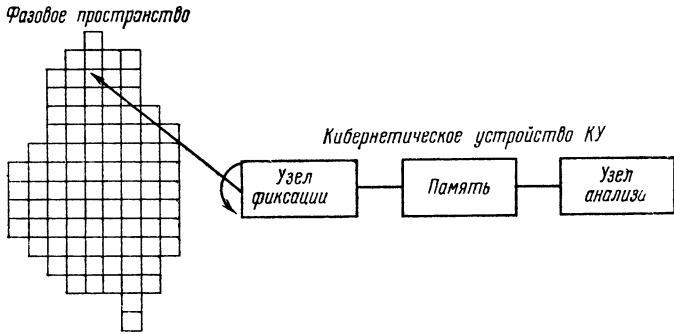 Фазовое пространство
Кибернетическое устройство КУ
Узел
фиксации
Память
Узел
анализа